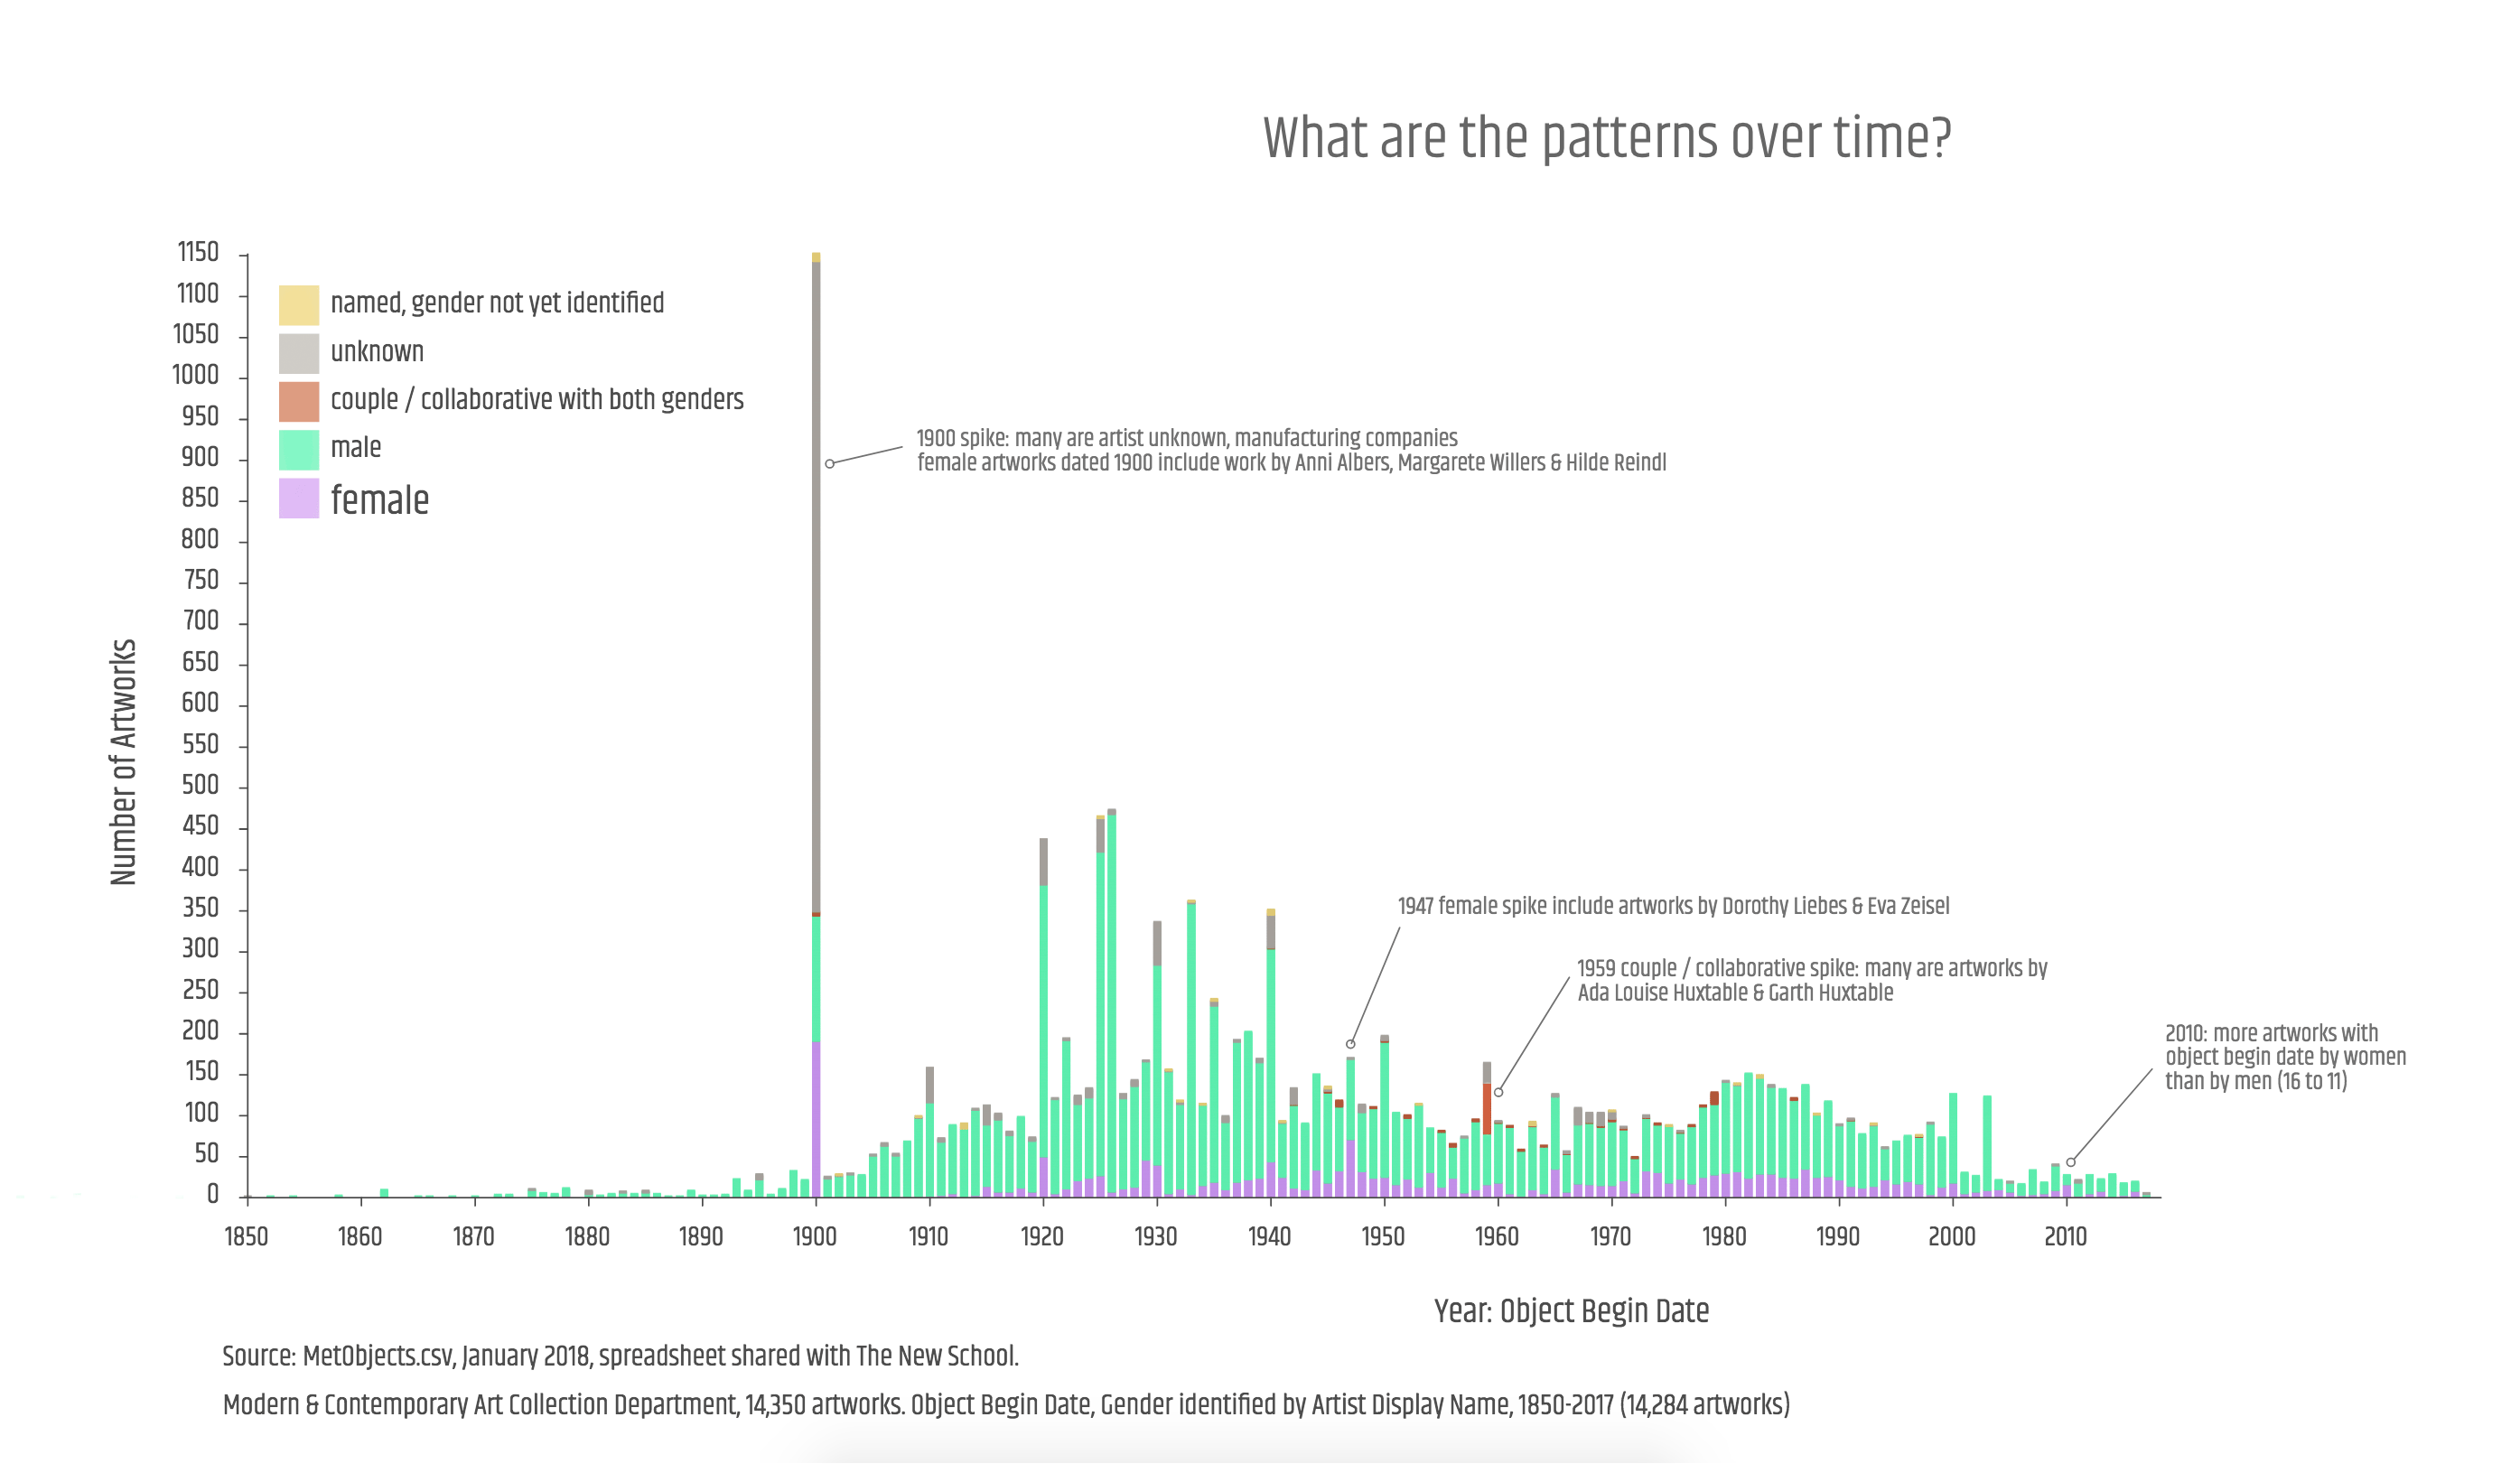 What are the patterns over time?
1150
1100
1050
1000
950
900
850
800
750
700
650
600
550
500
450
400
350
300
250
200
150
100
50
0
Number of Artworks
named, gender not yet identified
unknown
couple / collaborative with both genders
male
female
1900 spike: many are artist unknown, manufacturing companies
female artworks dated 1900 include work by Anni Albers, Margarete Willers & Hilde Reindl
1947 female spike include artworks by Dorothy Liebes & Eva Zeisel
1959 couple / collaborative spike: many are artworks by
Ada Louise Huxtable & Garth Huxtable
2010: more artworks with
object begin date by women
than by men (16 to 11)
1850 1860 1870 1880 1890 1900 1910 1920 1930 1940 1950 1960 1970 1980 1990 2000 2010
Year: Object Begin Date
Source: MetObjects.csv, January 2018, spreadsheet shared with The New School.
Modern & Contemporary Art Collection Department, 14,350 artworks. Object Begin Date, Gender identified by Artist Display Name, 1850-2017 (14,284 artworks)